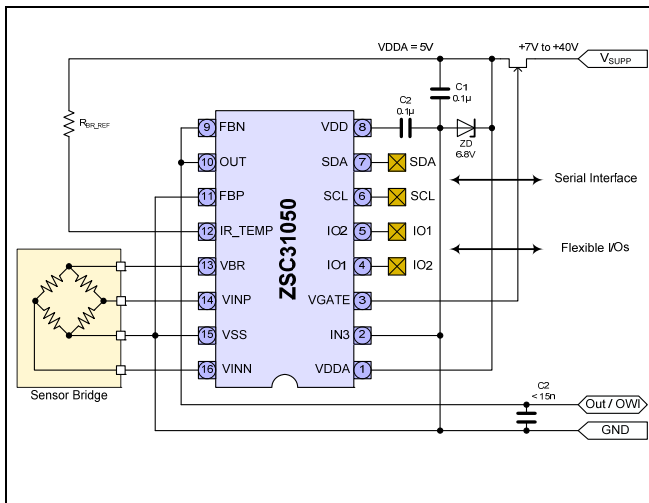 VDDA = 5V
+7V to +40V
VSUPP
C1
0.1µ
C2
0.1µ
RBR_REF
ZD
6.8V
9 FBN
VDD 8
10 OUT
SDA 7
SDA
Serial Interface
11 FBP
SCL 6
SCL
12 IR_TEMP
IO2 5
IO1
Flexible I/Os
13 VBR
IO1 4
IO2
14 VINP
VGATE 3
15 VSS
IN3 2
16 VINN
VDDA 1
ZSC31050
Sensor Bridge
C2
< 15n
Out / OWI
GND